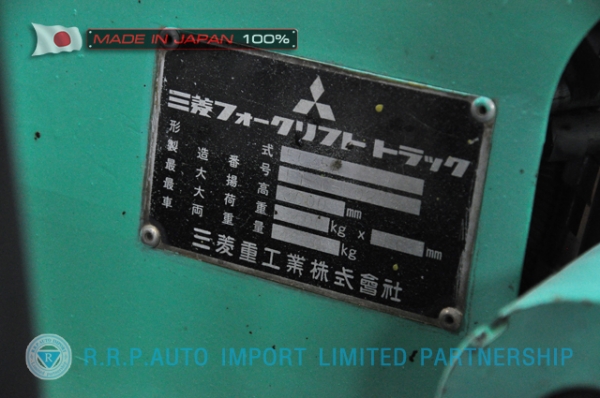 MADE IN JAPAN 100%
三菱フォークリフト トラック
形式
製造番号
最大揚高 mm
最大荷重 kg x mm
車両重量 kg
三菱重工業株式會社
R.R.P.AUTO IMPORT LIMITED PARTNERSHIP